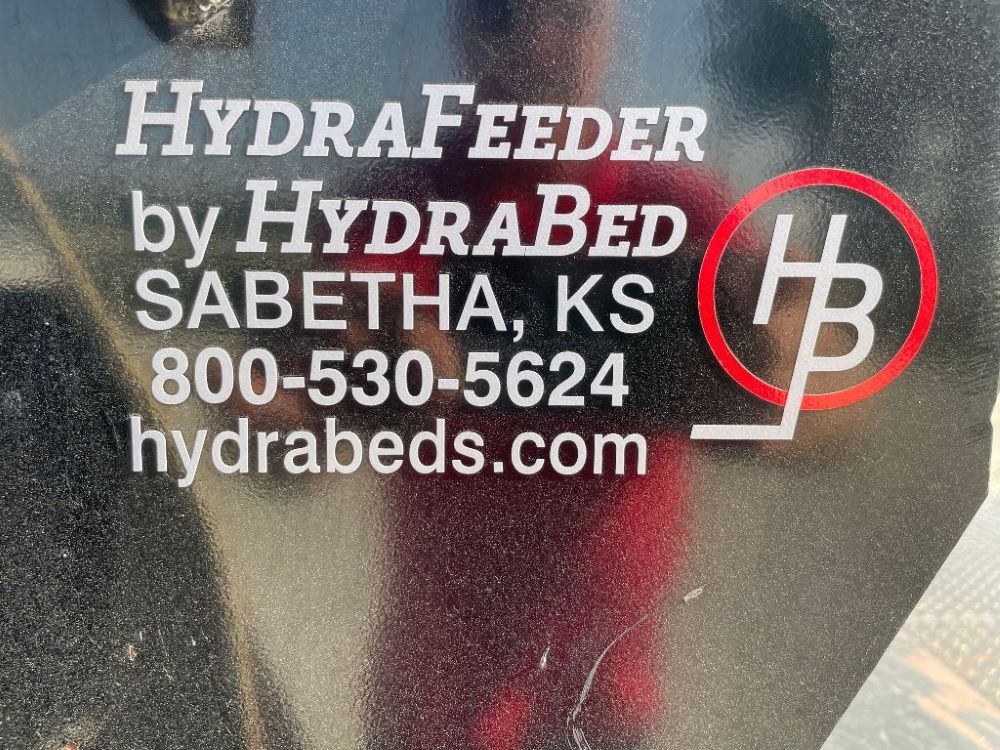 HYDRAFEEDER
by HYDRABED
SABETHA, KS
800-530-5624
hydrabeds.com
HB